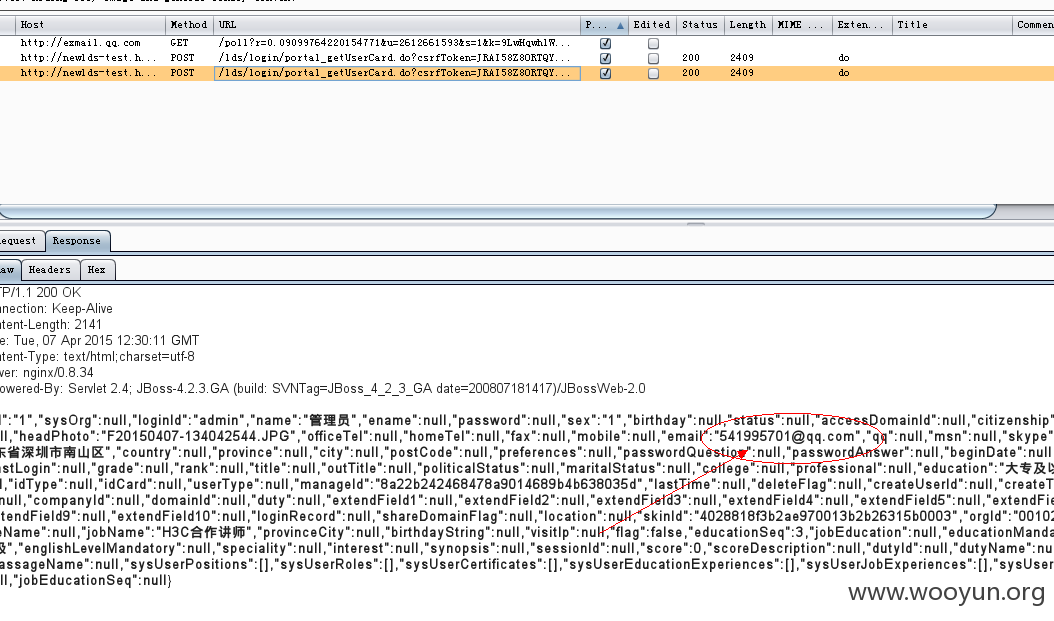 Host Method URL P... Edited Status Length MIME ... Exten... Title Commen
http://exmail.qq.com GET /poll?r=0.09099764220154771&u=2612661593&s=1&k=9LwHqwhlW...
http://newlds-test.h... POST /lds/login/portal_getUserCard.do?csrfToken=JRAI58Z8ORTQY... 200 2409 do
http://newlds-test.h... POST /lds/login/portal_getUserCard.do?csrfToken=JRAI58Z8ORTQY... 200 2409 do
equest Response
aw Headers Hex
TP/1.1 200 OK
nnection: Keep-Alive
ntent-Length: 2141
e: Tue, 07 Apr 2015 12:30:11 GMT
ntent-Type: text/html;charset=utf-8
ver: nginx/0.8.34
owered-By: Servlet 2.4; JBoss-4.2.3.GA (build: SVNTag=JBoss_4_2_3_GA date=200807181417)/JBossWeb-2.0
":"1","sysOrg":null,"loginId":"admin","name":"管理员","ename":null,"password":null,"sex":"1","birthday":null,"status":null,"accessDomainId":null,"citizenship"
ll,"headPhoto":"F20150407-134042544.JPG","officeTel":null,"homeTel":null,"fax":null,"mobile":null,"email":"541995701@qq.com","qq":null,"msn":null,"skype"
东省深圳市南山区","country":null,"province":null,"city":null,"postCode":null,"preferences":null,"passwordQuestion":null,"passwordAnswer":null,"beginDate":null
astLogin":null,"grade":null,"rank":null,"title":null,"outTitle":null,"politicalStatus":null,"maritalStatus":null,"college":null,"professional":null,"education":"大专及以
ll,"idType":null,"idCard":null,"userType":null,"manageId":"8a22b242468478a9014689b4b638035d","lastTime":null,"deleteFlag":null,"createUserId":null,"createT
null,"companyId":null,"domainId":null,"duty":null,"extendField1":null,"extendField2":null,"extendField3":null,"extendField4":null,"extendField5":null,"extendFie
tendField9":null,"extendField10":null,"loginRecord":null,"shareDomainFlag":null,"location":null,"skinId":"4028818f3b2ae970013b2b26315b0003","orgId":"00102
eName":null,"jobName":"H3C合作讲师","provinceCity":null,"birthdayString":null,"visitIp":null,"flag":false,"educationSeq":3,"jobEducation":null,"educationManda
及","englishLevelMandatory":null,"speciality":null,"interest":null,"synopsis":null,"sessionId":null,"score":0,"scoreDescription":null,"dutyId":null,"dutyName":null
assageName":null,"sysUserPositions":[],"sysUserRoles":[],"sysUserCertificates":[],"sysUserEducationExperiences":[],"sysUserJobExperiences":[],"sysUser
ll,"jobEducationSeq":null}
www.wooyun.org